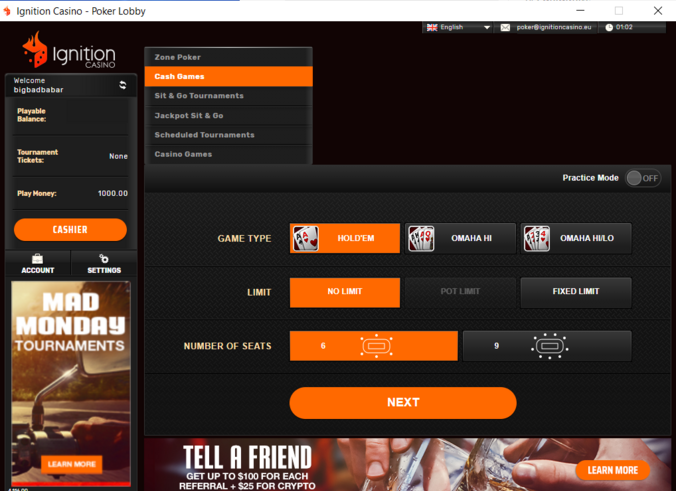 Ignition Casino - Poker Lobby
English
poker@ignitioncasino.eu
01:02
Ignition
CASINO
Welcome
bigbadbabar
Playable
Balance:
Tournament
Tickets:
None
Play Money:
1000.00
CASHIER
ACCOUNT
SETTINGS
MAD
MONDAY
TOURNAMENTS
LEARN MORE
Zone Poker
Cash Games
Sit & Go Tournaments
Jackpot Sit & Go
Scheduled Tournaments
Casino Games
Practice Mode
OFF
GAME TYPE
HOLD'EM
OMAHA HI
OMAHA HI/LO
LIMIT
NO LIMIT
POT LIMIT
FIXED LIMIT
NUMBER OF SEATS
6
9
NEXT
TELL A FRIEND
GET UP TO $100 FOR EACH
REFERRAL + $25 FOR CRYPTO
LEARN MORE